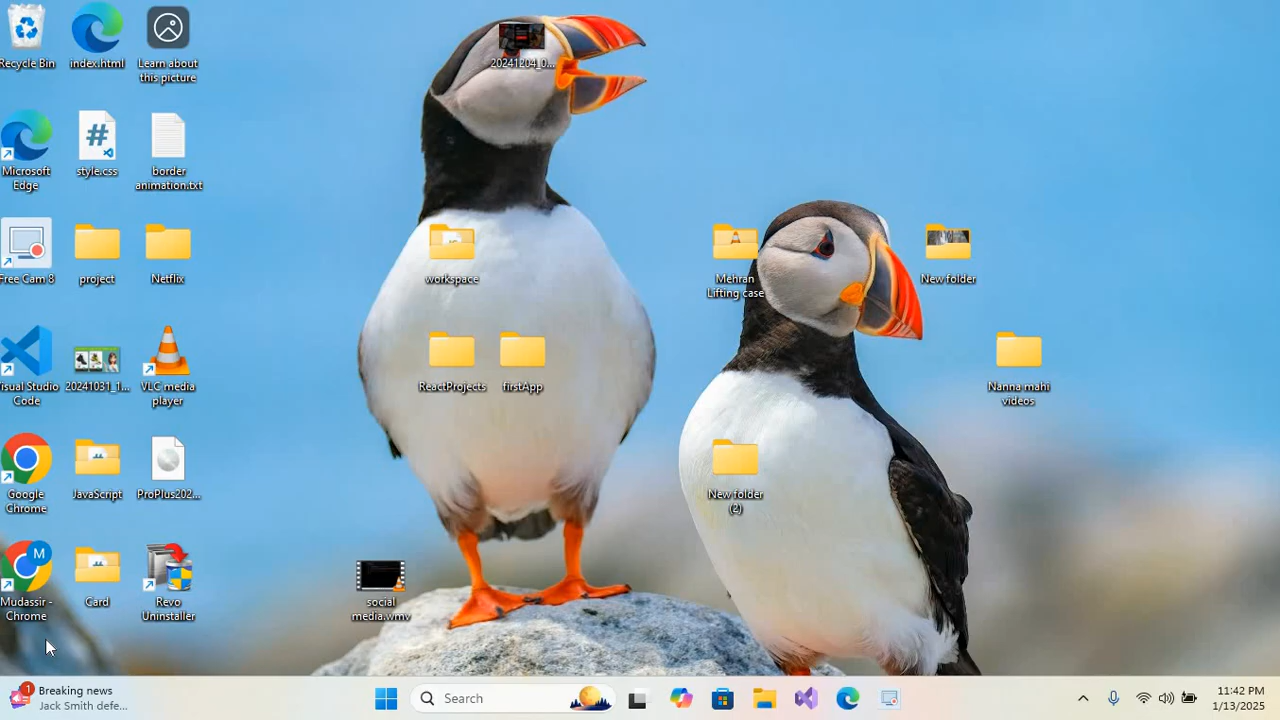 Recycle Bin
index.html
Learn about
this picture
20241204_0...
Microsoft
Edge
style.css
border
animation.txt
Free Cam 8
project
Netflix
workspace
Mehran
Lifting case
New folder
Visual Studio
Code
20241031_1...
VLC media
player
ReactProjects
firstApp
Nanna mahi
videos
Google
Chrome
JavaScript
ProPlus202...
New folder
(2)
Mudassir -
Chrome
Card
Revo
Uninstaller
social
media.wmv
1
Breaking news
Jack Smith defe...
Search
11:42 PM
1/13/2025